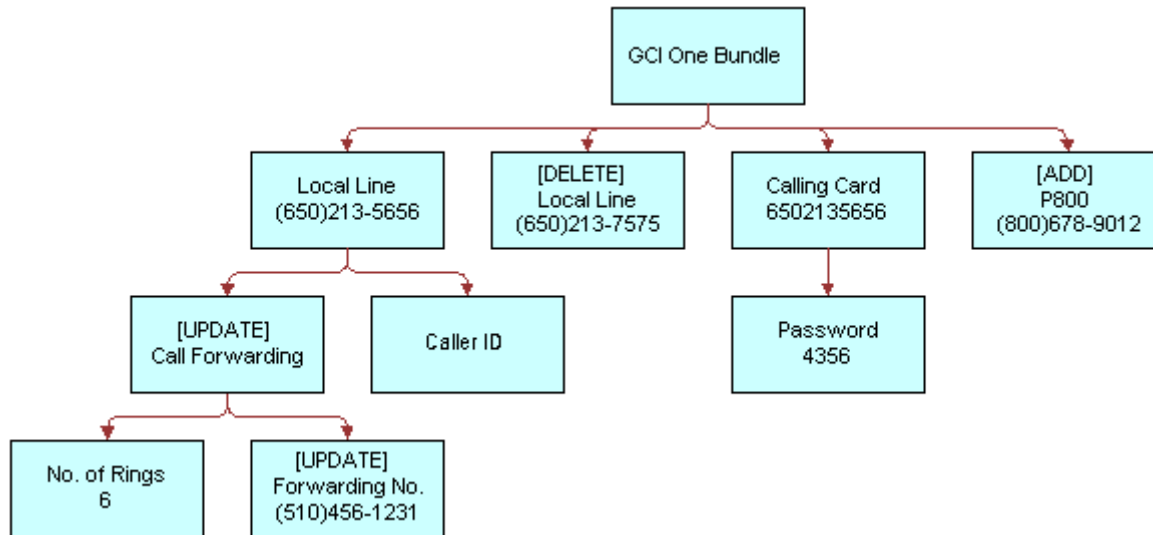 GCI One Bundle
Local Line
(650)213-5656
[DELETE]
Local Line
(650)213-7575
Calling Card
6502135656
[ADD]
P800
(800)678-9012
[UPDATE]
Call Forwarding
Caller ID
Password
4356
No. of Rings
6
[UPDATE]
Forwarding No.
(510)456-1231